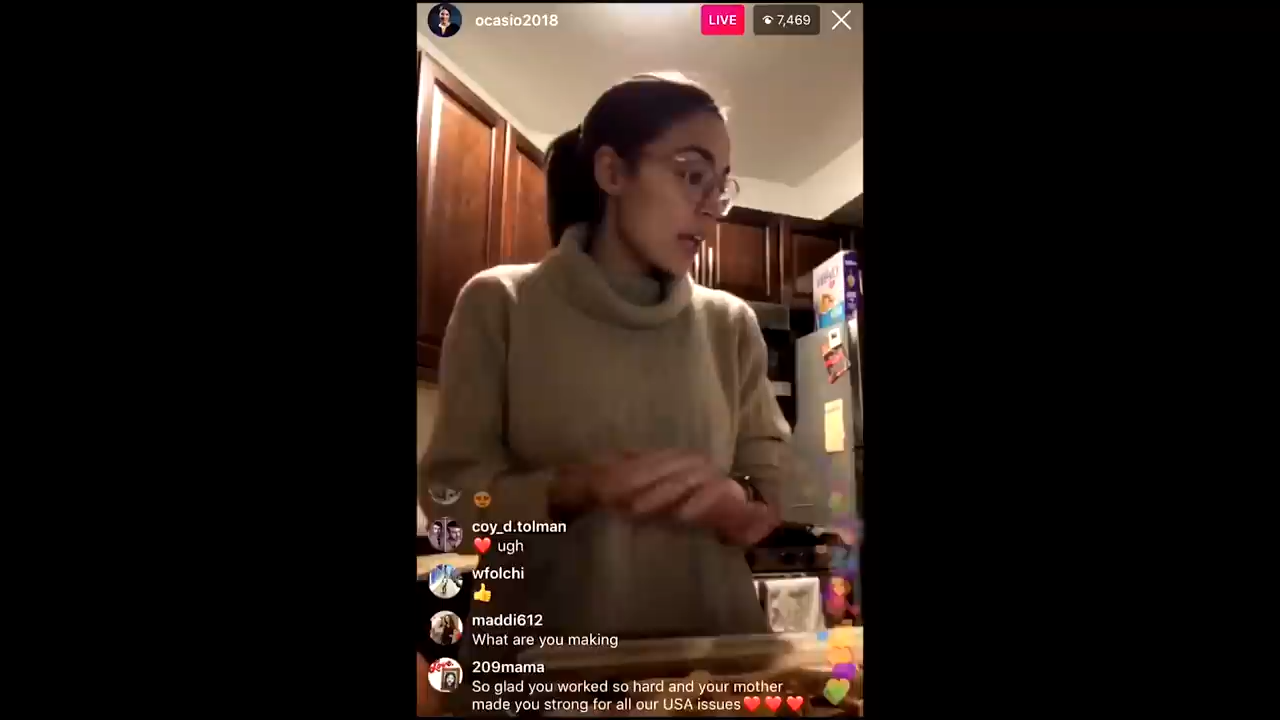 ocasio2018
LIVE
7,469
coy_d.tolman
❤️ ugh
wfolchi
👍
maddi612
What are you making
209mama
So glad you worked so hard and your mother
made you strong for all our USA issues❤️❤️❤️